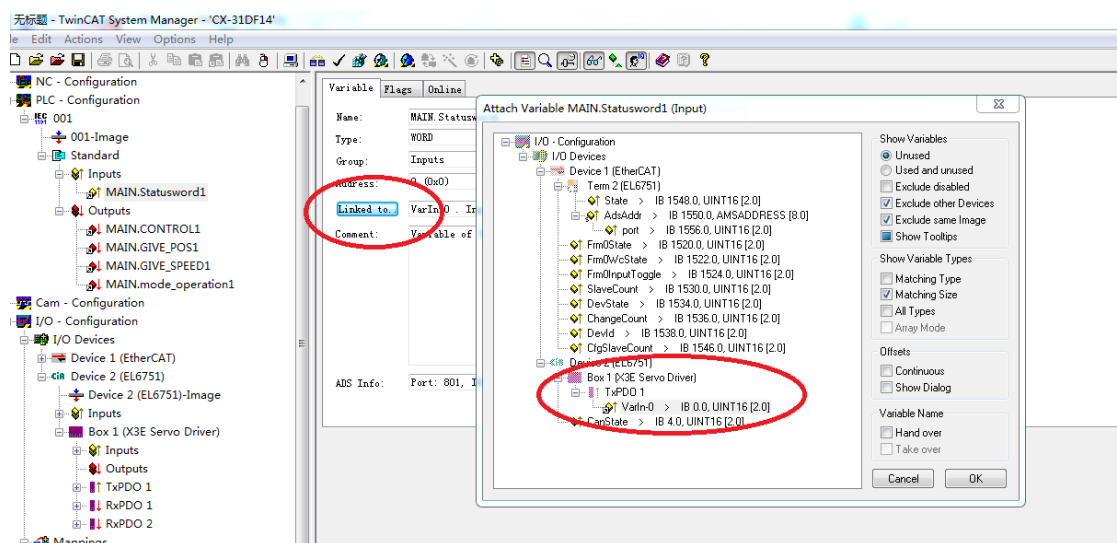 无标题 - TwinCAT System Manager - 'CX-31DF14'
le Edit Actions View Options Help
NC - Configuration
PLC - Configuration
001
001-Image
Standard
Inputs
MAIN.Statusword1
Outputs
MAIN.CONTROL1
MAIN.GIVE_POS1
MAIN.GIVE_SPEED1
MAIN.mode_operation1
Cam - Configuration
I/O - Configuration
I/O Devices
Device 1 (EtherCAT)
Device 2 (EL6751)
Device 2 (EL6751)-Image
Inputs
Box 1 (X3E Servo Driver)
Inputs
Outputs
TxPDO 1
RxPDO 1
RxPDO 2
Mappings
Variable Flags Online
Name: MAIN.Statusw
Type: WORD
Group: Inputs
Address: 0 (0x0)
Linked to.. VarIn-0 . In
Comment: Variable of
ADS Info: Port: 801, I
Attach Variable MAIN.Statusword1 (Input)
I/O - Configuration
I/O Devices
Device 1 (EtherCAT)
Term 2 (EL6751)
State > IB 1548.0, UINT16 [2.0]
AdsAddr > IB 1550.0, AMSADDRESS [8.0]
port > IB 1556.0, UINT16 [2.0]
Frm0State > IB 1520.0, UINT16 [2.0]
Frm0WcState > IB 1522.0, UINT16 [2.0]
Frm0InputToggle > IB 1524.0, UINT16 [2.0]
SlaveCount > IB 1530.0, UINT16 [2.0]
DevState > IB 1534.0, UINT16 [2.0]
ChangeCount > IB 1536.0, UINT16 [2.0]
DevId > IB 1538.0, UINT16 [2.0]
CfgSlaveCount > IB 1546.0, UINT16 [2.0]
Device 2 (EL6751)
Box 1 (X3E Servo Driver)
TxPDO 1
VarIn-0 > IB 0.0, UINT16 [2.0]
CanState > IB 4.0, UINT16 [2.0]
Show Variables
Unused
Used and unused
Exclude disabled
Exclude other Devices
Exclude same Image
Show Tooltips
Show Variable Types
Matching Type
Matching Size
All Types
Array Mode
Offsets
Continuous
Show Dialog
Variable Name
Hand over
Take over
Cancel OK